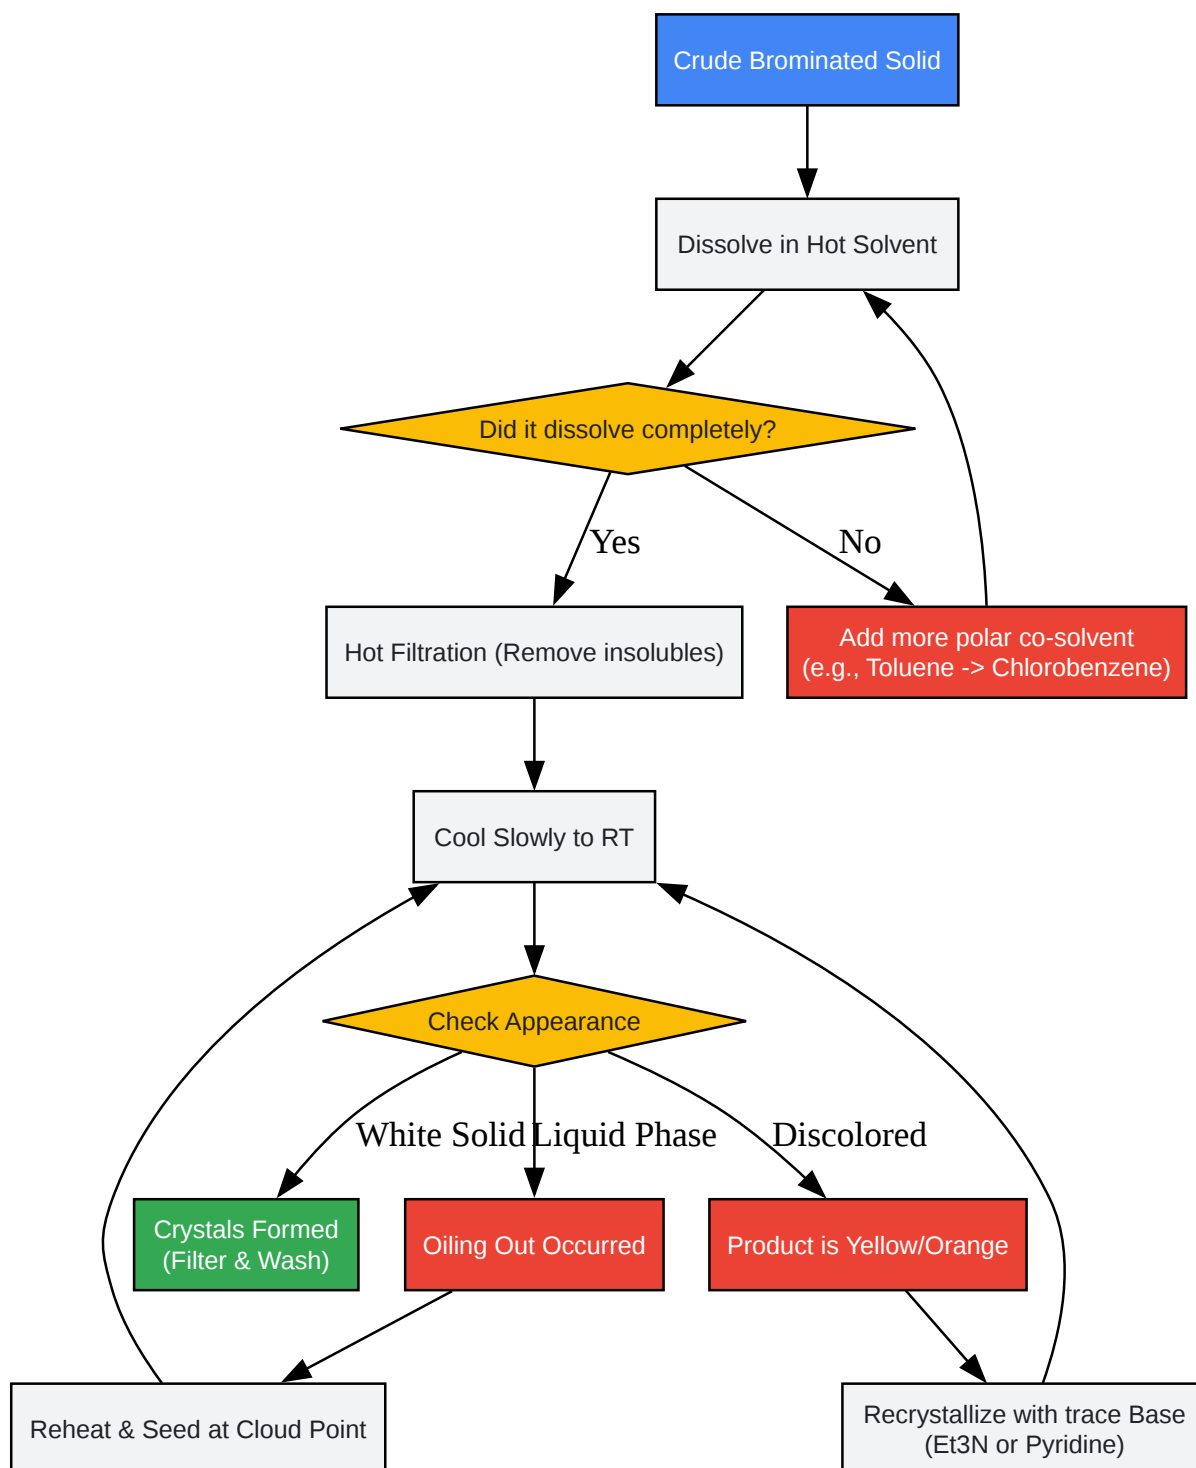 Crude Brominated Solid
Dissolve in Hot Solvent
Did it dissolve completely?
Yes
No
Hot Filtration (Remove insolubles)
Add more polar co-solvent
(e.g., Toluene -> Chlorobenzene)
Cool Slowly to RT
Check Appearance
White Solid
Liquid Phase
Discolored
Crystals Formed
(Filter & Wash)
Oiling Out Occurred
Product is Yellow/Orange
Reheat & Seed at Cloud Point
Recrystallize with trace Base
(Et3N or Pyridine)